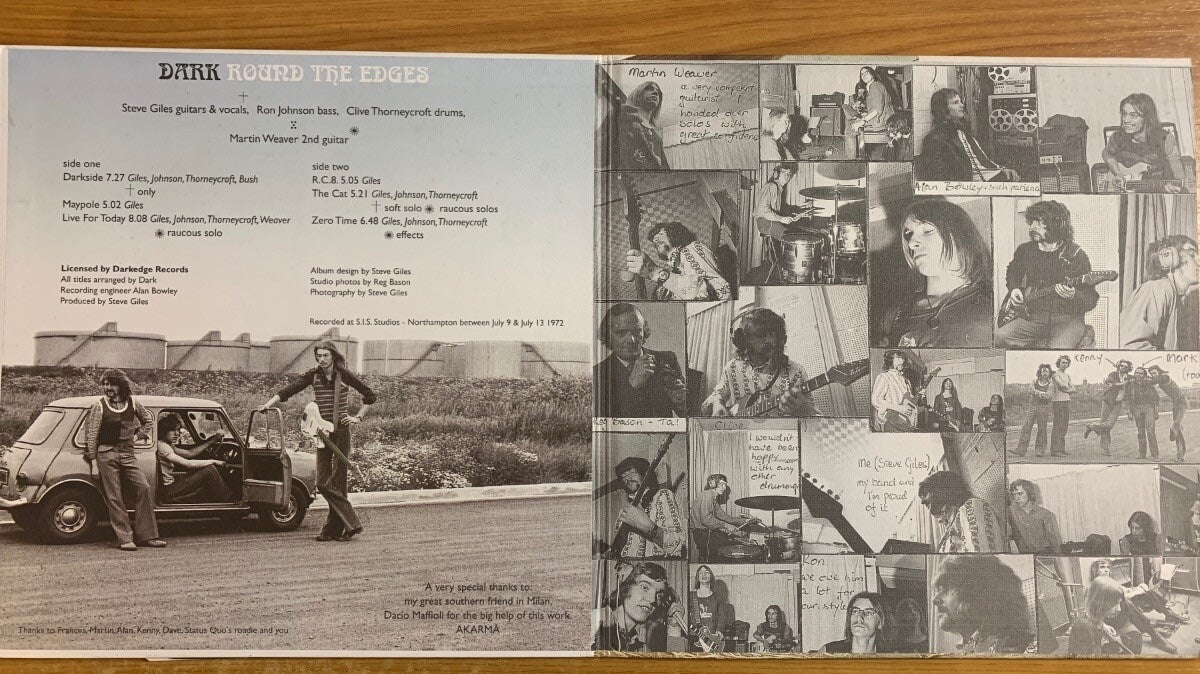 DARK ROUND THE EDGES
†
Steve Giles guitars & vocals, Ron Johnson bass, Clive Thorneycroft drums,
Martin Weaver 2nd guitar ✷
side one
Darkside 7.27 Giles, Johnson, Thorneycroft, Bush
† only
Maypole 5.02 Giles
Live For Today 8.08 Giles, Johnson, Thorneycroft, Weaver
✷ raucous solo
side two
R.C.8. 5.05 Giles
The Cat 5.21 Giles, Johnson, Thorneycroft
† soft solo ✷ raucous solos
Zero Time 6.48 Giles, Johnson, Thorneycroft
✷ effects
Licensed by Darkedge Records
All titles arranged by Dark
Recording engineer Alan Bowley
Produced by Steve Giles
Album design by Steve Giles
Studio photos by Reg Bason
Photography by Steve Giles
Recorded at S.I.S. Studios - Northampton between July 9 & July 13 1972
A very special thanks to:
my great southern friend in Milan,
Dario Maffioli for the big help of this work.
AKARMA
Thanks to Frances, Martin, Alan, Kenny, Dave, Status Quo's roadie and you
Martin Weaver
a very competent
guitarist I
handed over
solos with
great confidence
Alan Bowley - such patience
Kenny
Mark
Reg Bason - Ta!
Clive
I wouldn't
have been
happy
with any
other
drummer
Me (Steve Giles)
my band and
I'm proud
of it
Ron.
we owe him
a lot for
our style